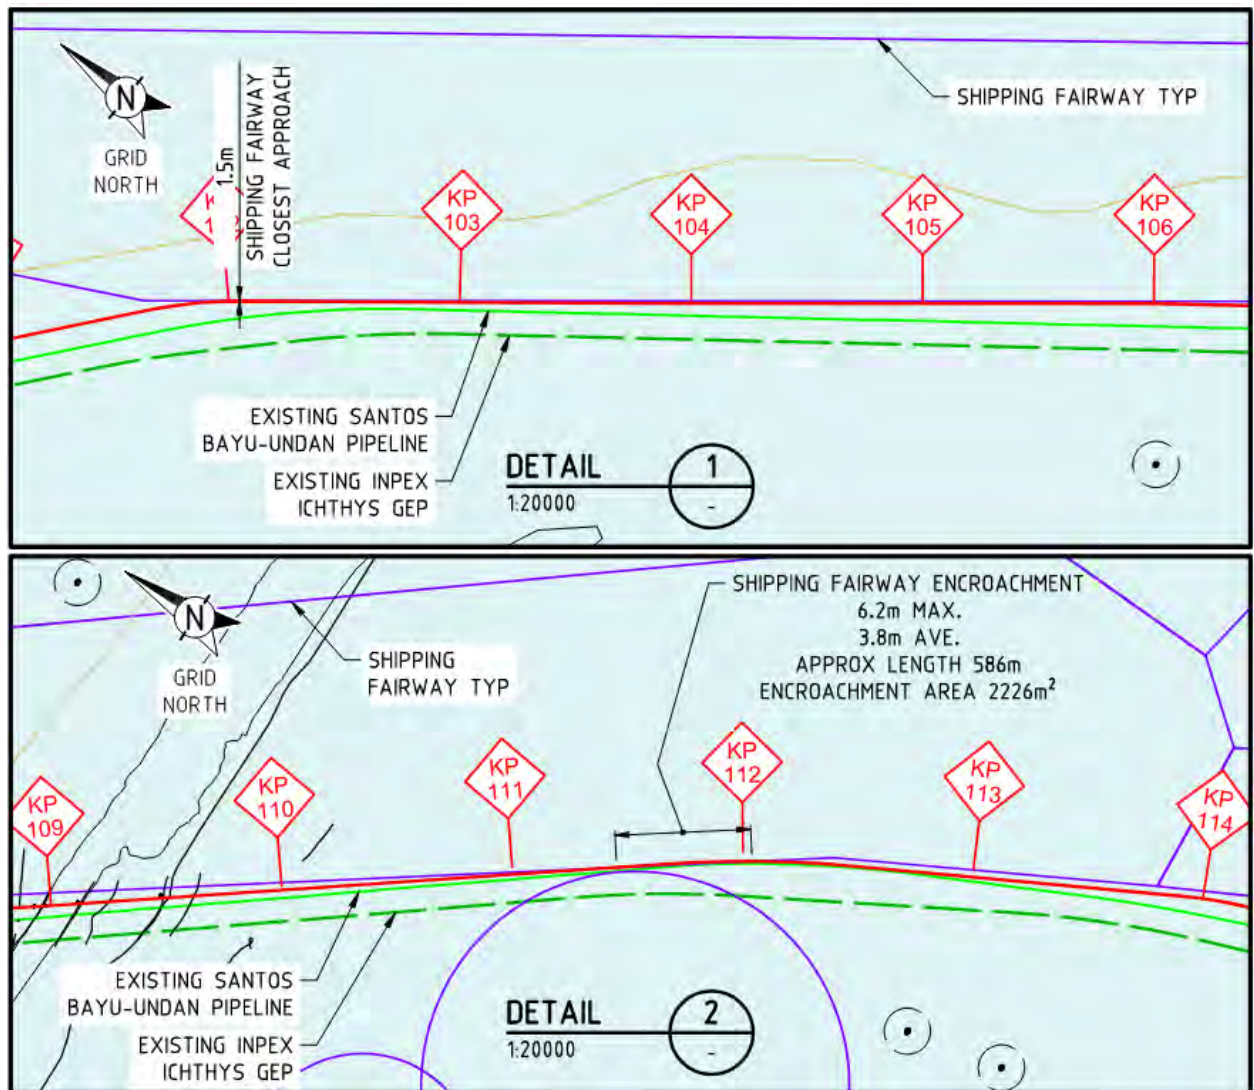 SHIPPING FAIRWAY TYP
N
GRID
NORTH
1.5m
SHIPPING FAIRWAY
CLOSEST APPROACH
KP
103
KP
104
KP
105
KP
106
EXISTING SANTOS
BAYU-UNDAN PIPELINE
EXISTING INPEX
ICHTHYS GEP
DETAIL
1:20000
1
-
N
GRID
NORTH
SHIPPING
FAIRWAY TYP
SHIPPING FAIRWAY ENCROACHMENT
6.2m MAX.
3.8m AVE.
APPROX LENGTH 586m
ENCROACHMENT AREA 2226m²
KP
109
KP
110
KP
111
KP
112
KP
113
KP
114
EXISTING SANTOS
BAYU-UNDAN PIPELINE
EXISTING INPEX
ICHTHYS GEP
DETAIL
1:20000
2
-